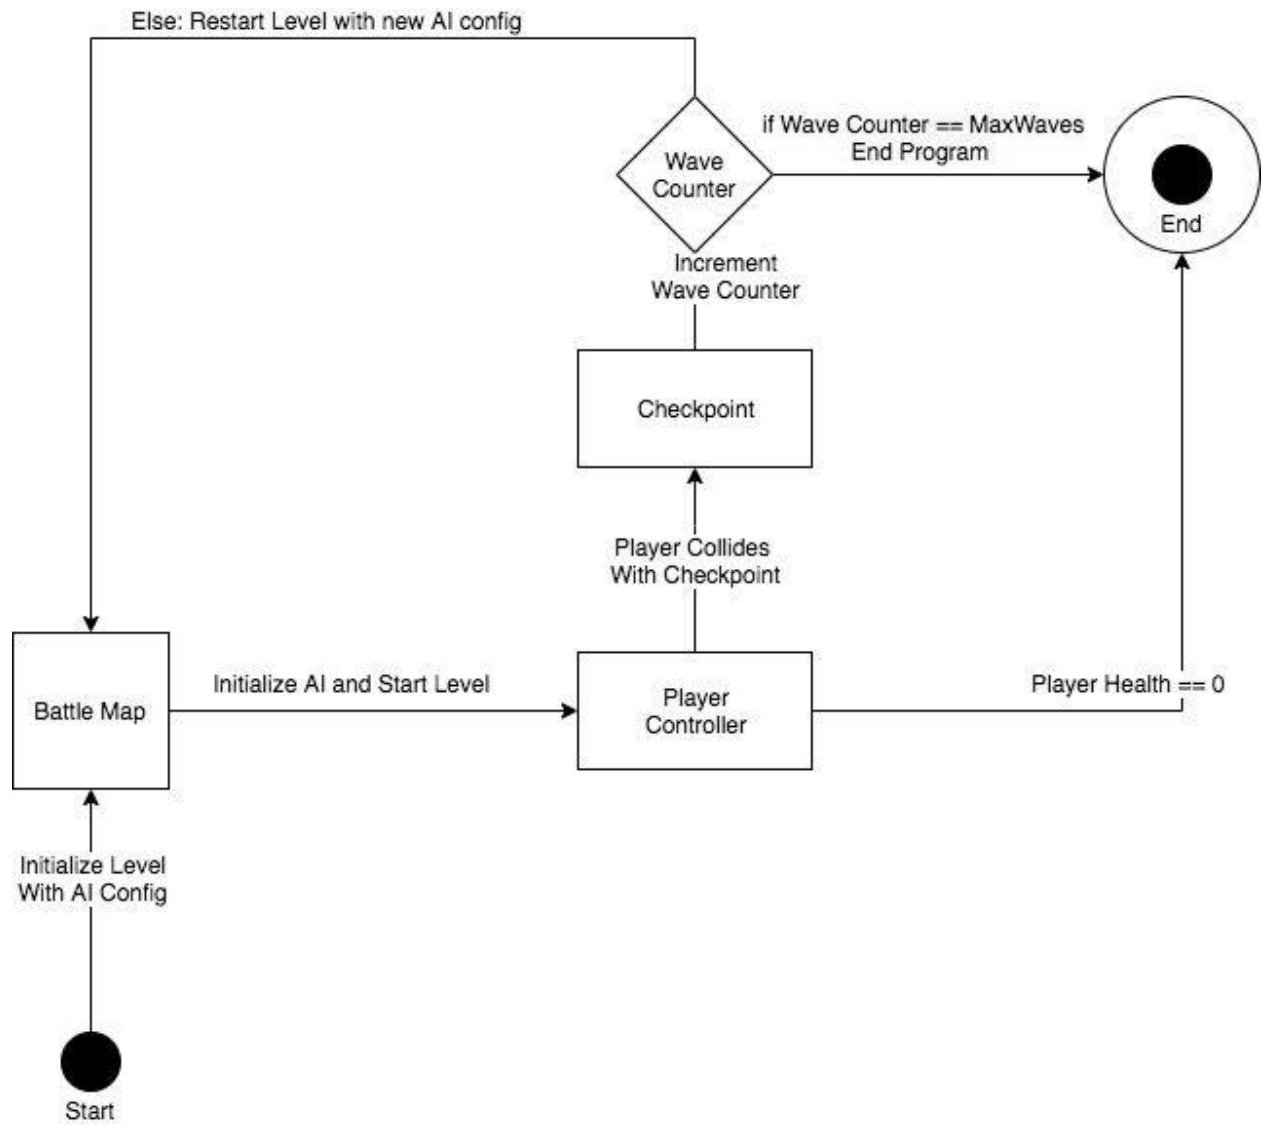 Else: Restart Level with new AI config
if Wave Counter == MaxWaves
End Program
Wave
Counter
End
Increment
Wave Counter
Checkpoint
Player Collides
With Checkpoint
Initialize AI and Start Level
Player Health == 0
Battle Map
Player
Controller
Initialize Level
With AI Config
Start